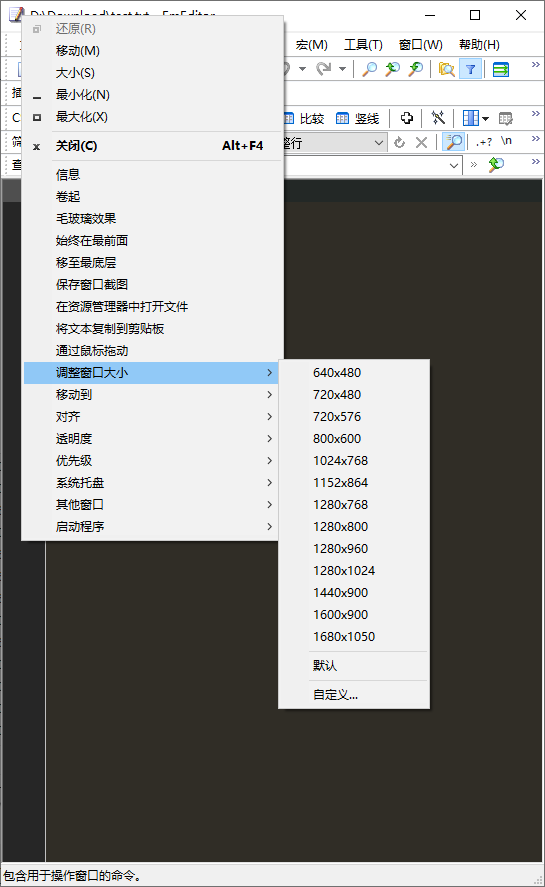 D:\Download\test.txt - EmEditor
还原(R)
移动(M)
大小(S)
最小化(N)
最大化(X)
关闭(C) Alt+F4
信息
卷起
毛玻璃效果
始终在最前面
移至最底层
保存窗口截图
在资源管理器中打开文件
将文本复制到剪贴板
通过鼠标拖动
调整窗口大小
移动到
对齐
透明度
优先级
系统托盘
其他窗口
启动程序
宏(M) 工具(T) 窗口(W) 帮助(H)
比较 竖线
.+? \n
640x480
720x480
720x576
800x600
1024x768
1152x864
1280x768
1280x800
1280x960
1280x1024
1440x900
1600x900
1680x1050
默认
自定义...
包含用于操作窗口的命令。